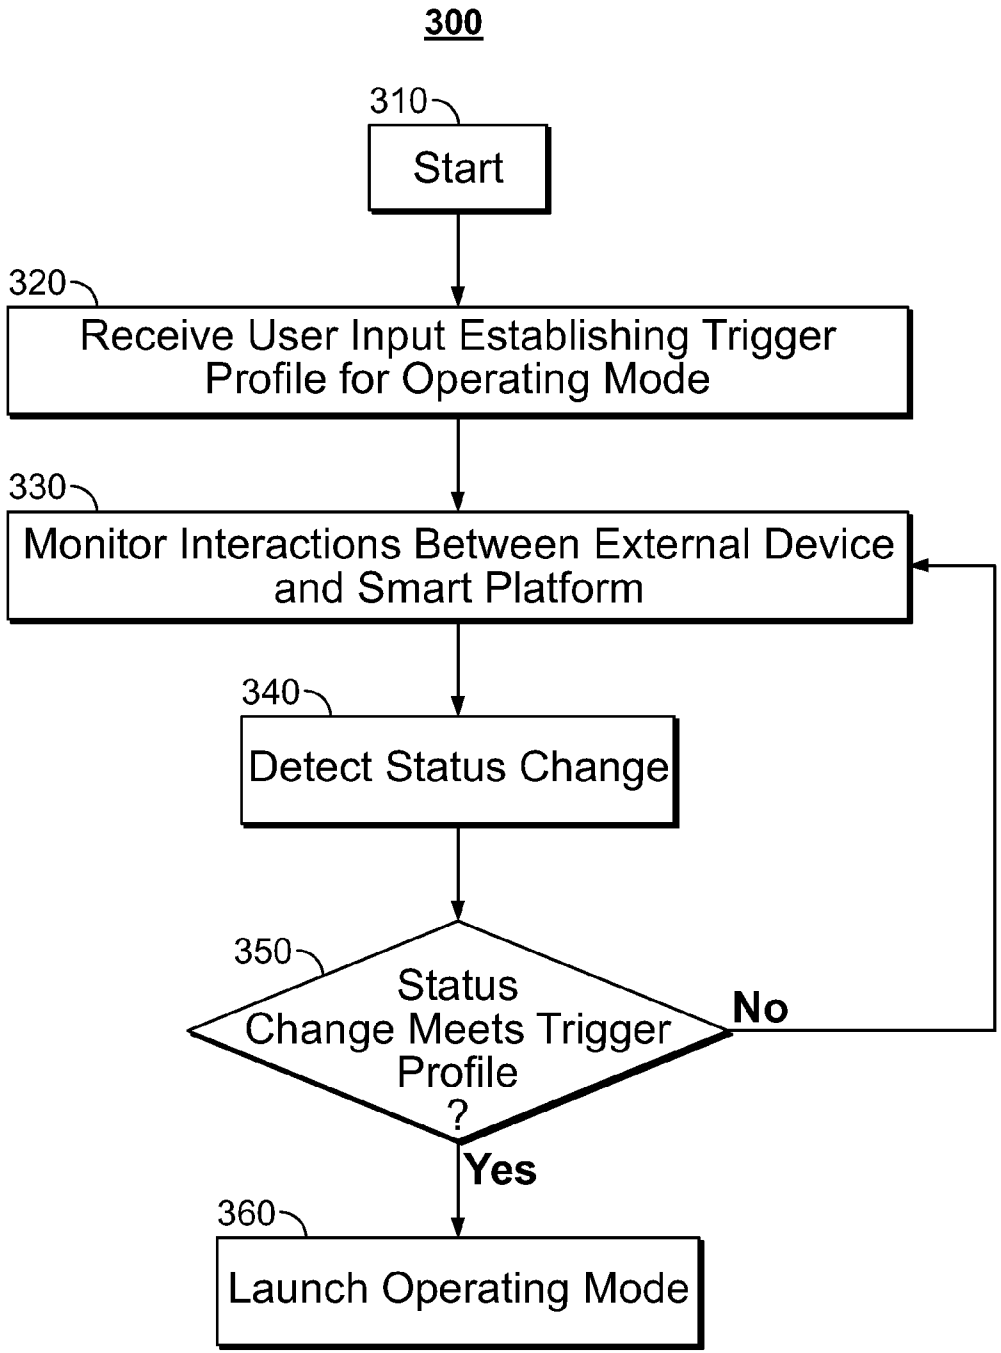 300
310
Start
320
Receive User Input Establishing Trigger
Profile for Operating Mode
330
Monitor Interactions Between External Device
and Smart Platform
340
Detect Status Change
350
Status
Change Meets Trigger
Profile
?
No
Yes
360
Launch Operating Mode